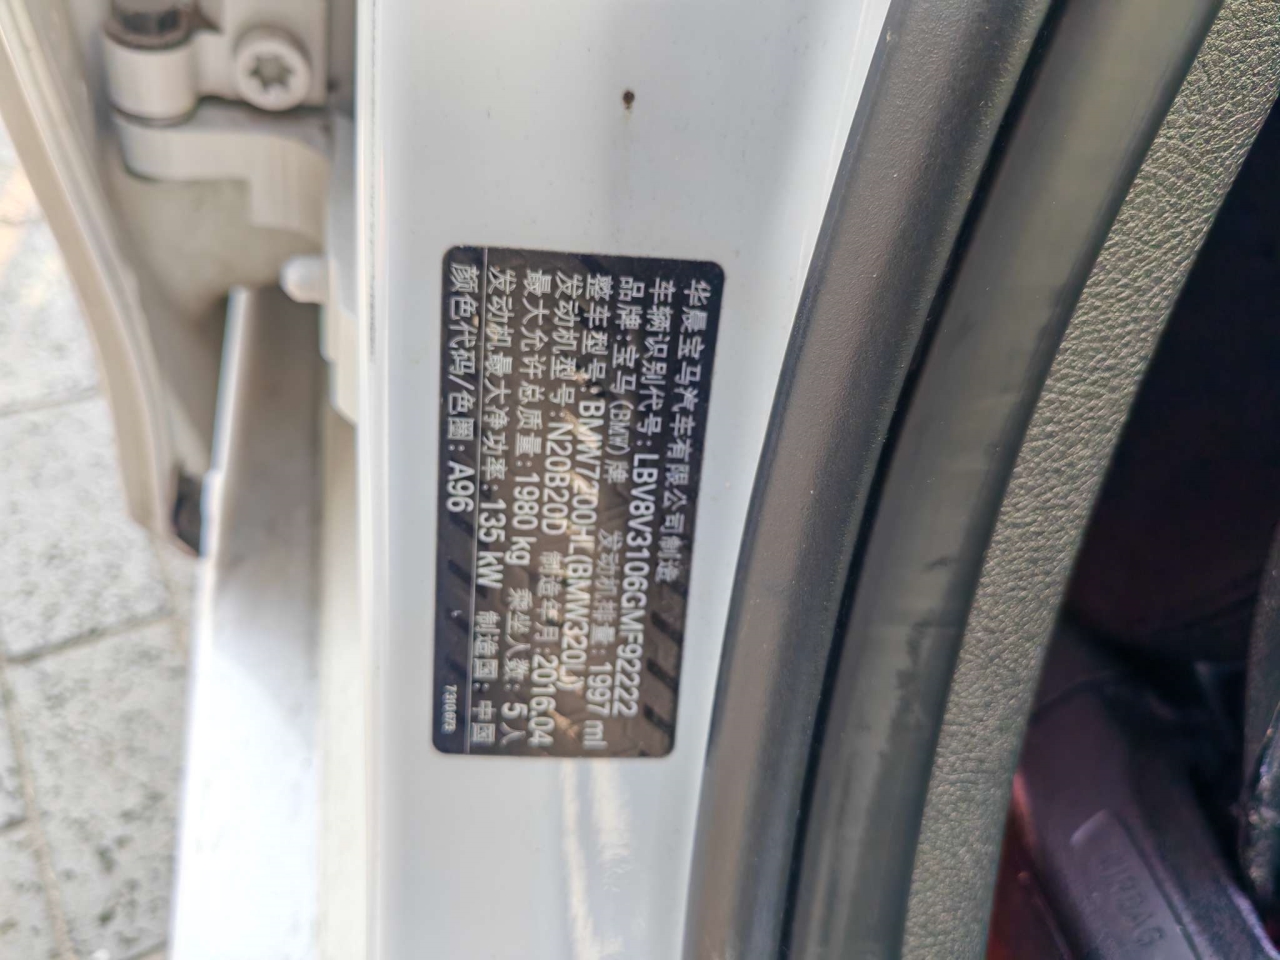 华晨宝马汽车有限公司制造
车辆识别代号:LBV8V3106GMF92222
品牌:宝马(BMW)牌 发动机排量:1997 ml
整车型号:BMW7200HL(BMW320Li)
发动机型号:N20B20D 制造年月:2016.04
最大允许总质量:1980 kg 乘坐人数:5人
发动机最大净功率:135 kW 制造国:中国
颜色代码/色圈:A96
AIRBAG